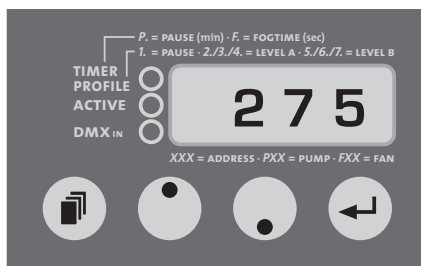 P. = PAUSE (min) · F. = FOGTIME (sec)
1. = PAUSE · 2./3./4. = LEVEL A · 5./6./7. = LEVEL B
TIMER
PROFILE
ACTIVE
DMX IN
275
XXX = ADDRESS · PXX = PUMP · FXX = FAN